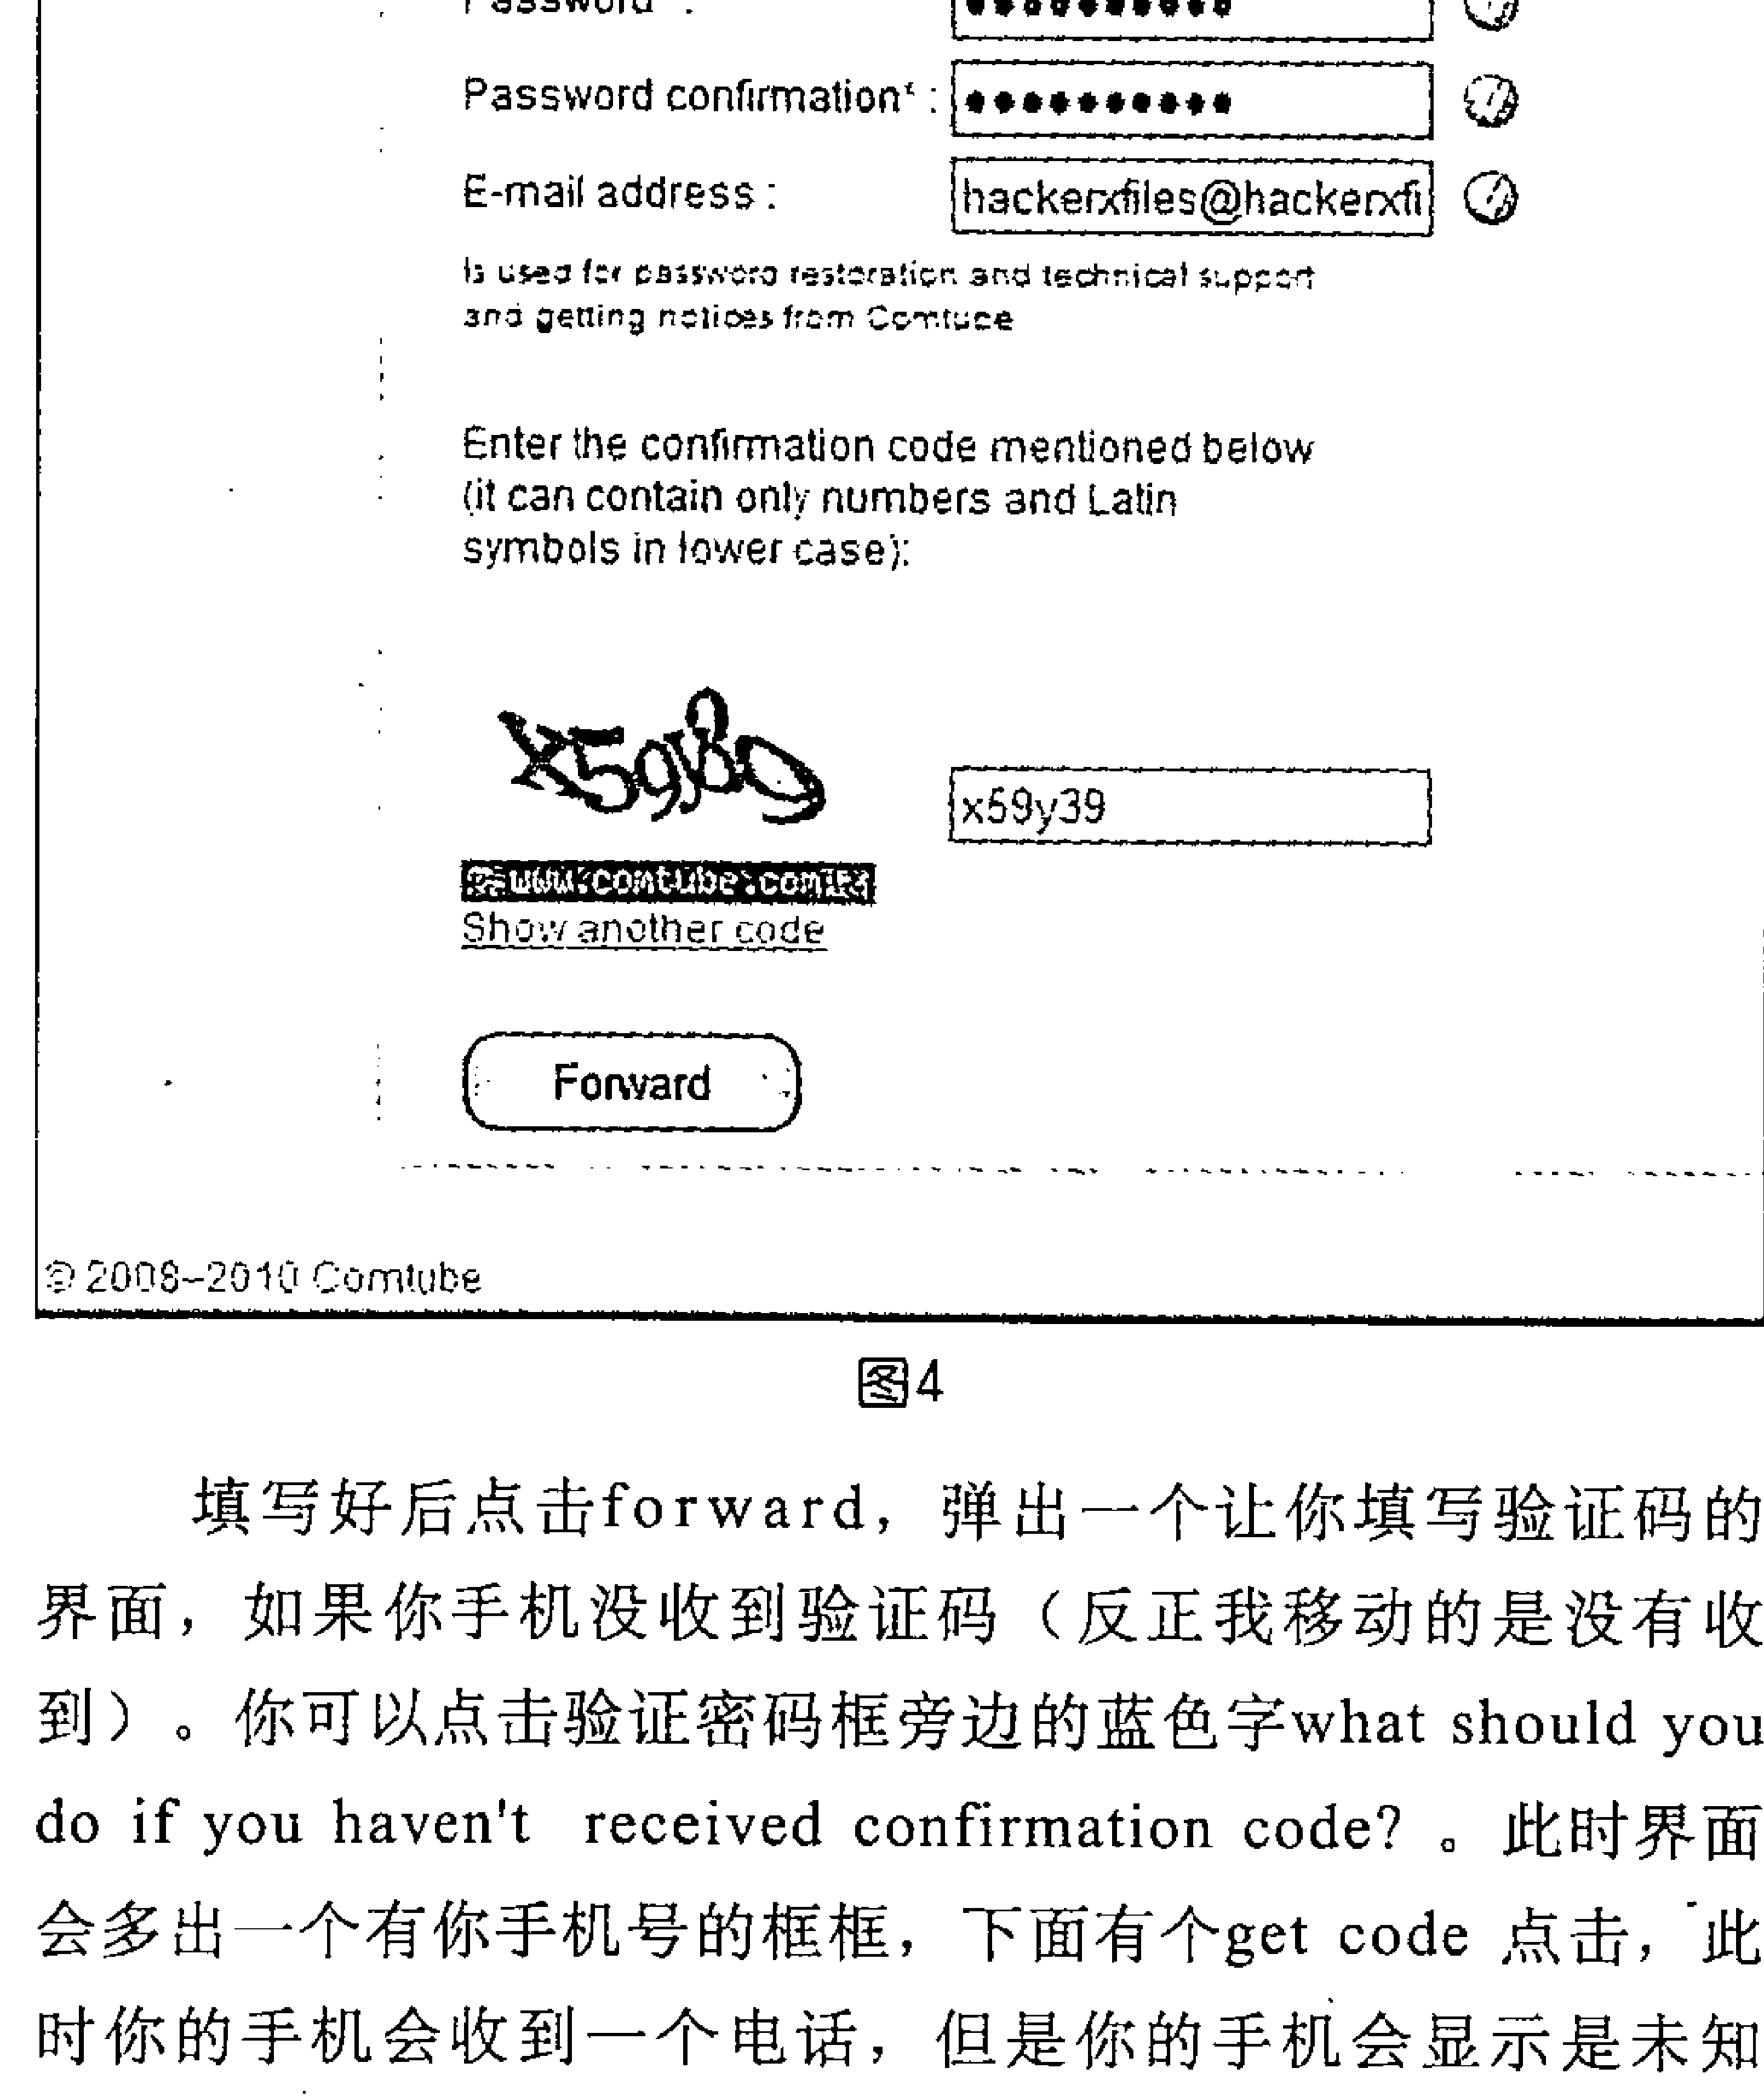 Password* :
Password confirmation* :
E-mail address : hackerxfiles@hackerxfi
Is used for password restoration and technical support
and getting notices from Comtube
Enter the confirmation code mentioned below
(it can contain only numbers and Latin
symbols in lower case):
x59y39
x59y39
www.comtube.com
Show another code
Forward
© 2008–2010 Comtube
图4
填写好后点击forward，弹出一个让你填写验证码的
界面，如果你手机没收到验证码（反正我移动的是没有收
到）。你可以点击验证密码框旁边的蓝色字what should you
do if you haven't received confirmation code? 。此时界面
会多出一个有你手机号的框框，下面有个get code 点击，此
时你的手机会收到一个电话，但是你的手机会显示是未知